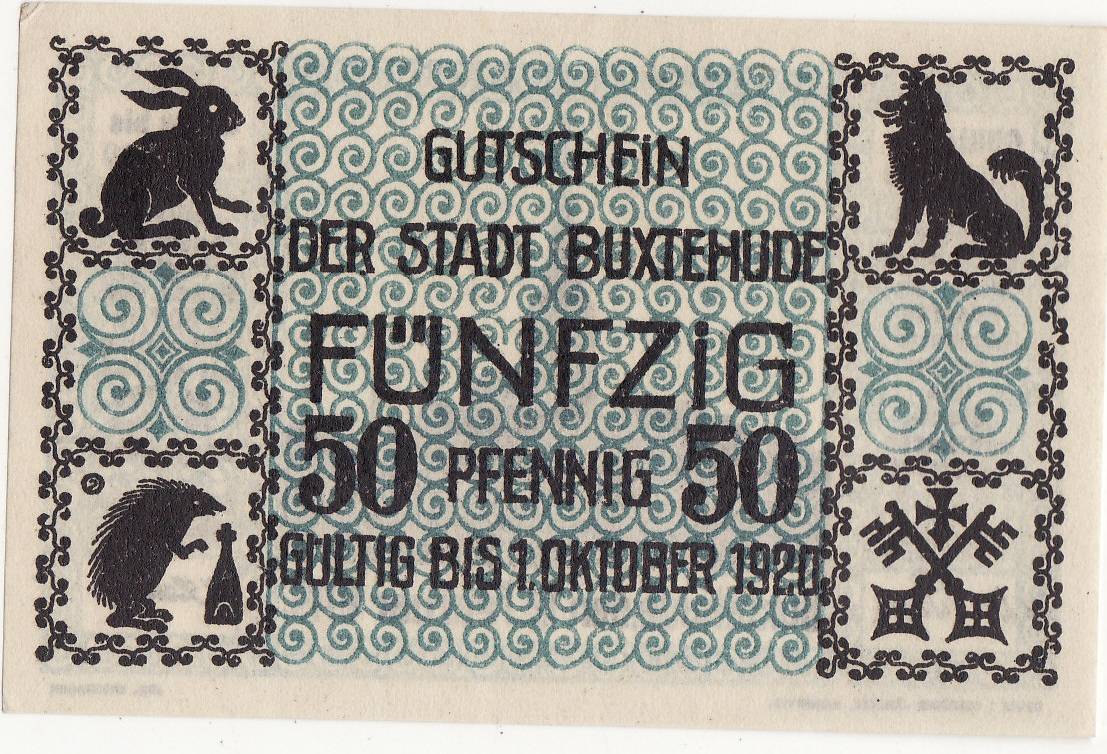 GUTSCHEiN
DER STADT BUXTEHUDE
FÜNFZiG
50 PFENNIG 50
GÜLTIG BIS 1. OKTOBER 1920